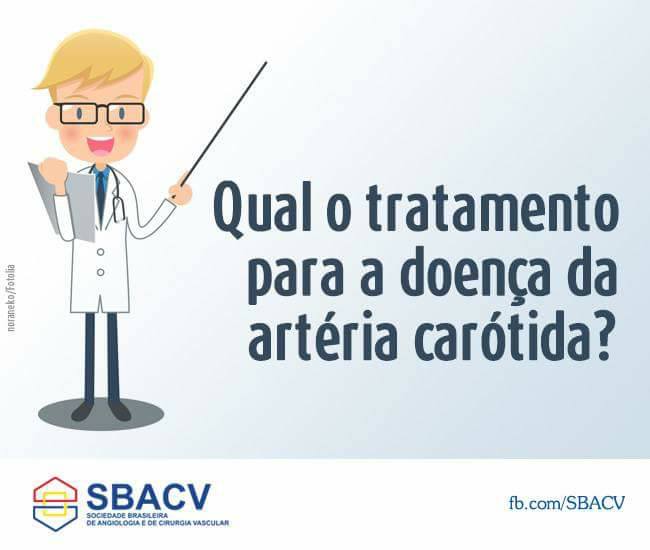 Qual o tratamento
para a doença da
artéria carótida?
noraneko/Fotolia
SBACV
SOCIEDADE BRASILEIRA
DE ANGIOLOGIA E DE CIRURGIA VASCULAR
fb.com/SBACV